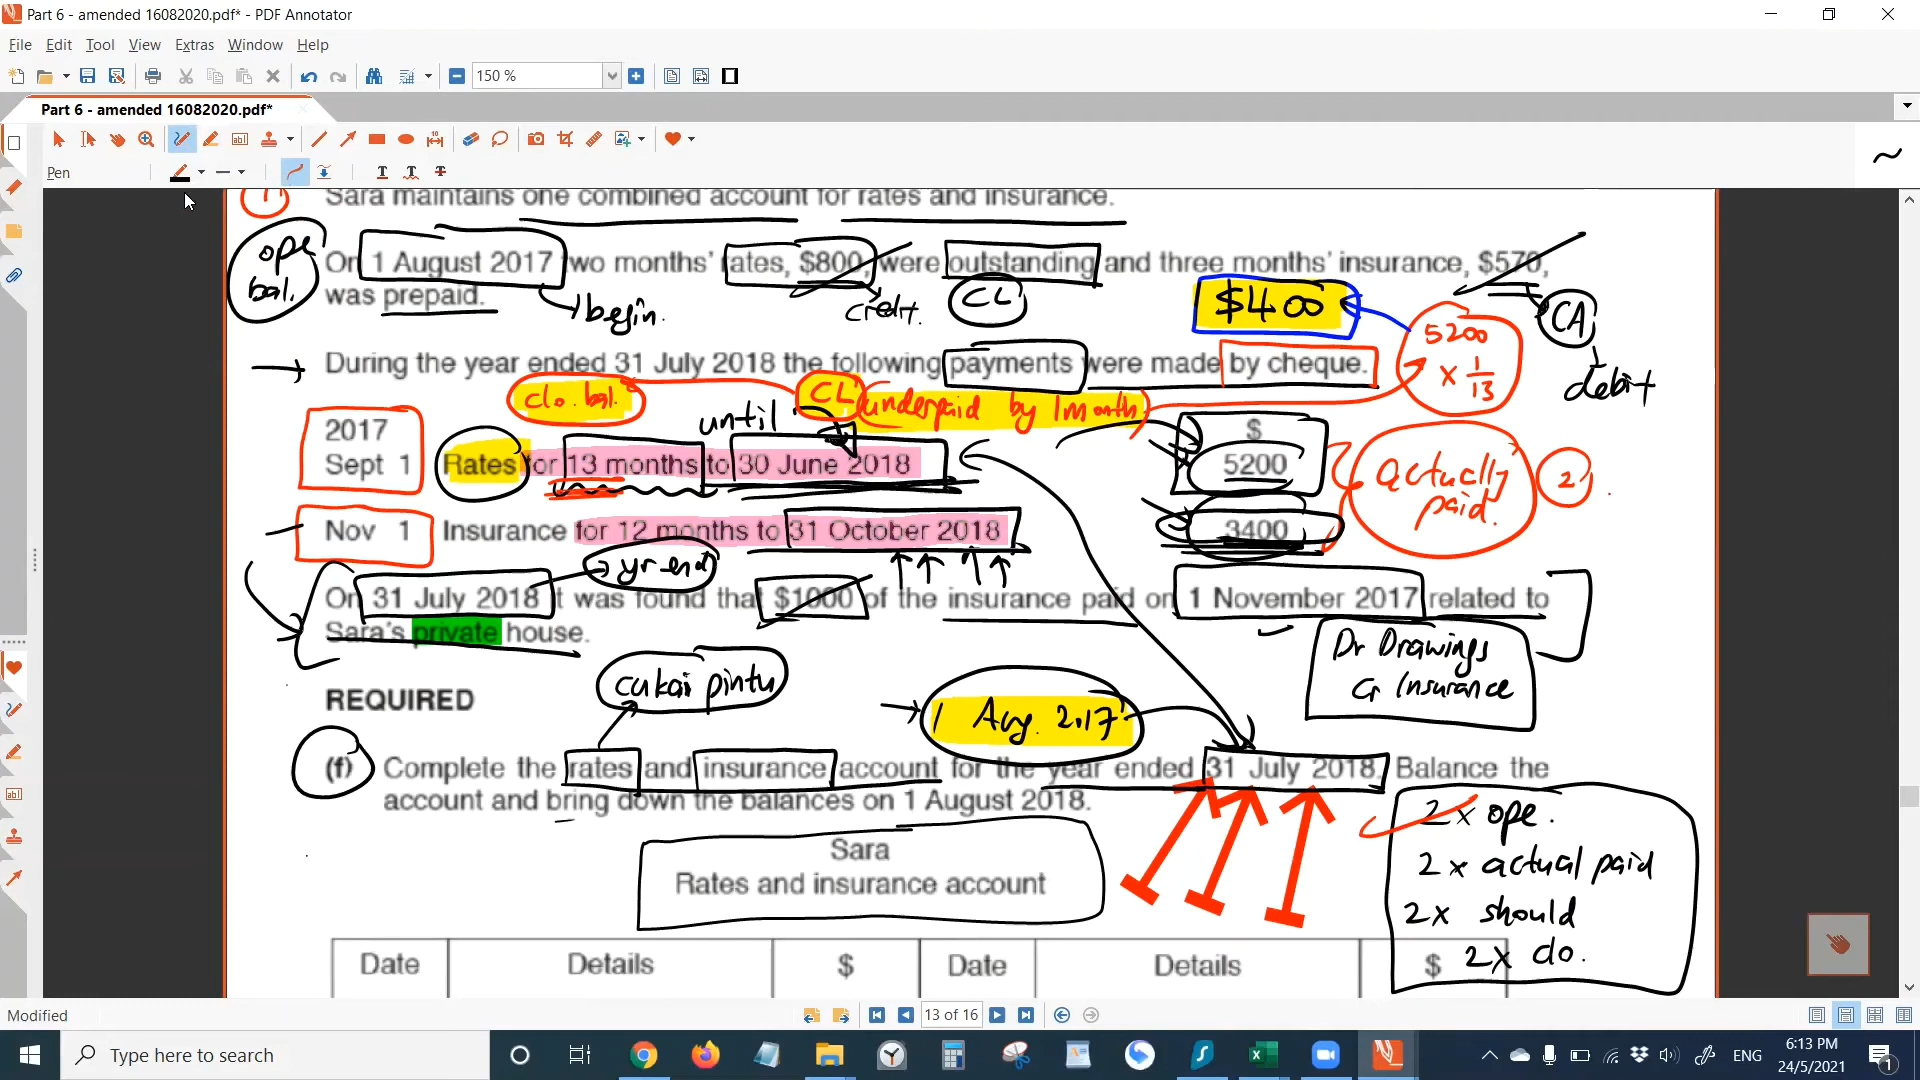 Part 6 - amended 16082020.pdf* - PDF Annotator
File Edit Tool View Extras Window Help
150 %
Part 6 - amended 16082020.pdf*
Pen
1
Sara maintains one combined account for rates and insurance.
ope bal.
On 1 August 2017 two months' rates, $800, were outstanding and three months' insurance, $570,
was prepaid.
begin.
credit.
CL
$400
5200 × 1/13
CA
debit
During the year ended 31 July 2018 the following payments were made by cheque.
clo. bal.
CL (underpaid by 1 month)
until
2017 $
Sept 1 Rates for 13 months to 30 June 2018 5200
actually paid.
2
Nov 1 Insurance for 12 months to 31 October 2018 3400
yr end
On 31 July 2018 it was found that $1000 of the insurance paid on 1 November 2017 related to
Sara's private house.
Dr Drawings
Cr Insurance
cukai pintu
REQUIRED
1 Aug. 2017
(f) Complete the rates and insurance account for the year ended 31 July 2018. Balance the
account and bring down the balances on 1 August 2018.
2x ope.
2x actual paid
2x should
2x do.
Sara
Rates and insurance account
Date Details $ Date Details $
Modified
13 of 16
Type here to search
ENG
6:13 PM
24/5/2021
1